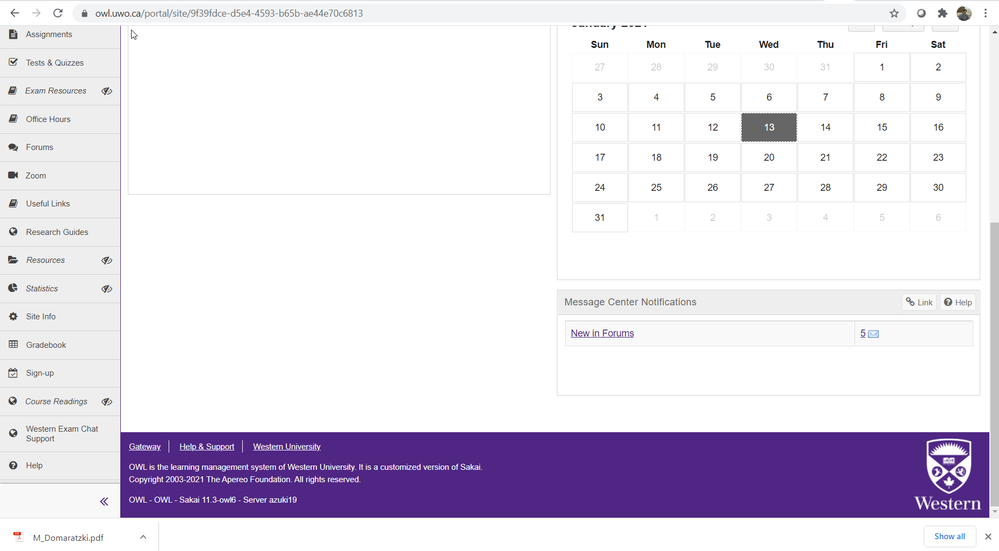 owl.uwo.ca/portal/site/9f39fdce-d5e4-4593-b65b-ae44e70c6813
Assignments
Tests & Quizzes
Exam Resources
Office Hours
Forums
Zoom
Useful Links
Research Guides
Resources
Statistics
Site Info
Gradebook
Sign-up
Course Readings
Western Exam Chat
Support
Help
January 2021
Sun Mon Tue Wed Thu Fri Sat
27 28 29 30 31 1 2
3 4 5 6 7 8 9
10 11 12 13 14 15 16
17 18 19 20 21 22 23
24 25 26 27 28 29 30
31 1 2 3 4 5 6
Message Center Notifications Link Help
New in Forums 5
Gateway Help & Support Western University
OWL is the learning management system of Western University. It is a customized version of Sakai.
Copyright 2003-2021 The Apereo Foundation. All rights reserved.
OWL - OWL - Sakai 11.3-owl6 - Server azuki19
1878
Western
M_Domaratzki.pdf
Show all